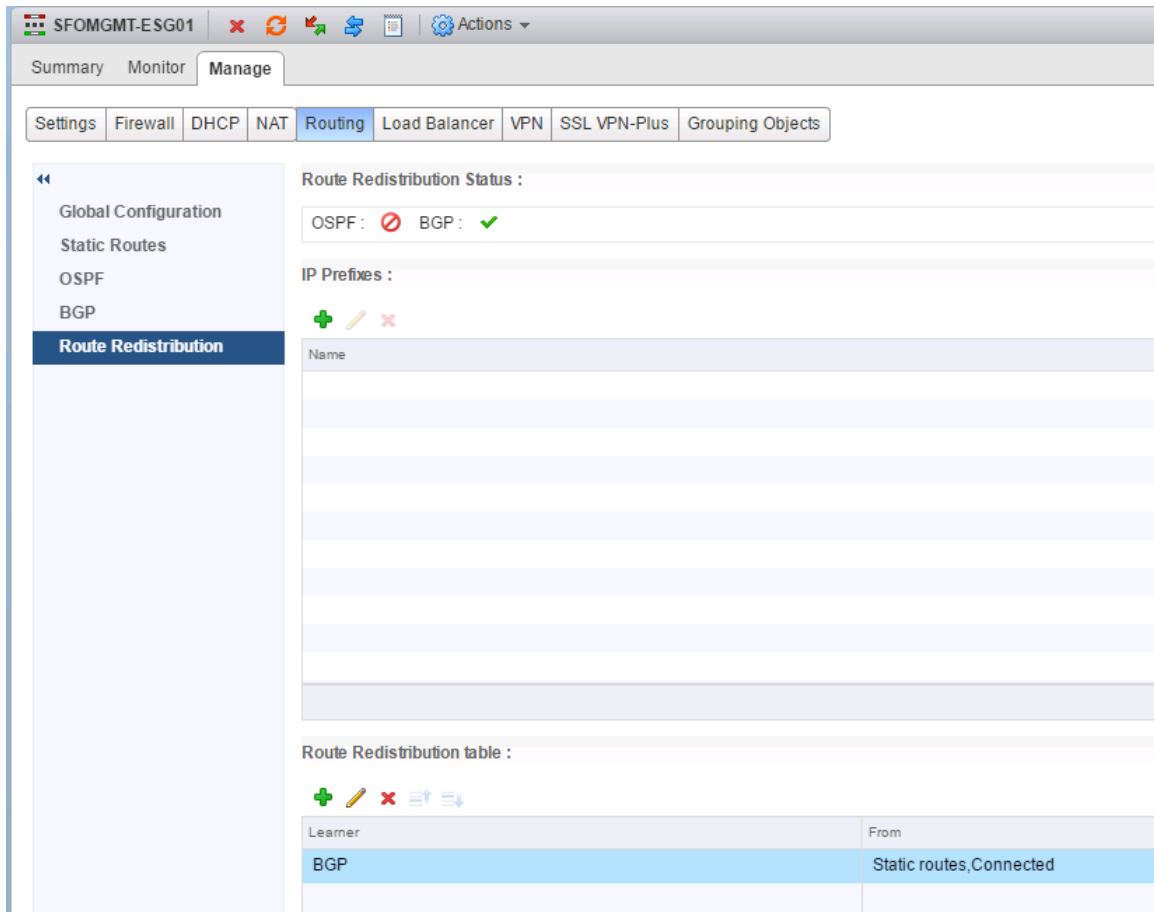 SFOMGMT-ESG01 Actions
Summary Monitor Manage
Settings Firewall DHCP NAT Routing Load Balancer VPN SSL VPN-Plus Grouping Objects
Global Configuration
Static Routes
OSPF
BGP
Route Redistribution
Route Redistribution Status :
OSPF : BGP :
IP Prefixes :
Name
Route Redistribution table :
Learner From
BGP Static routes,Connected